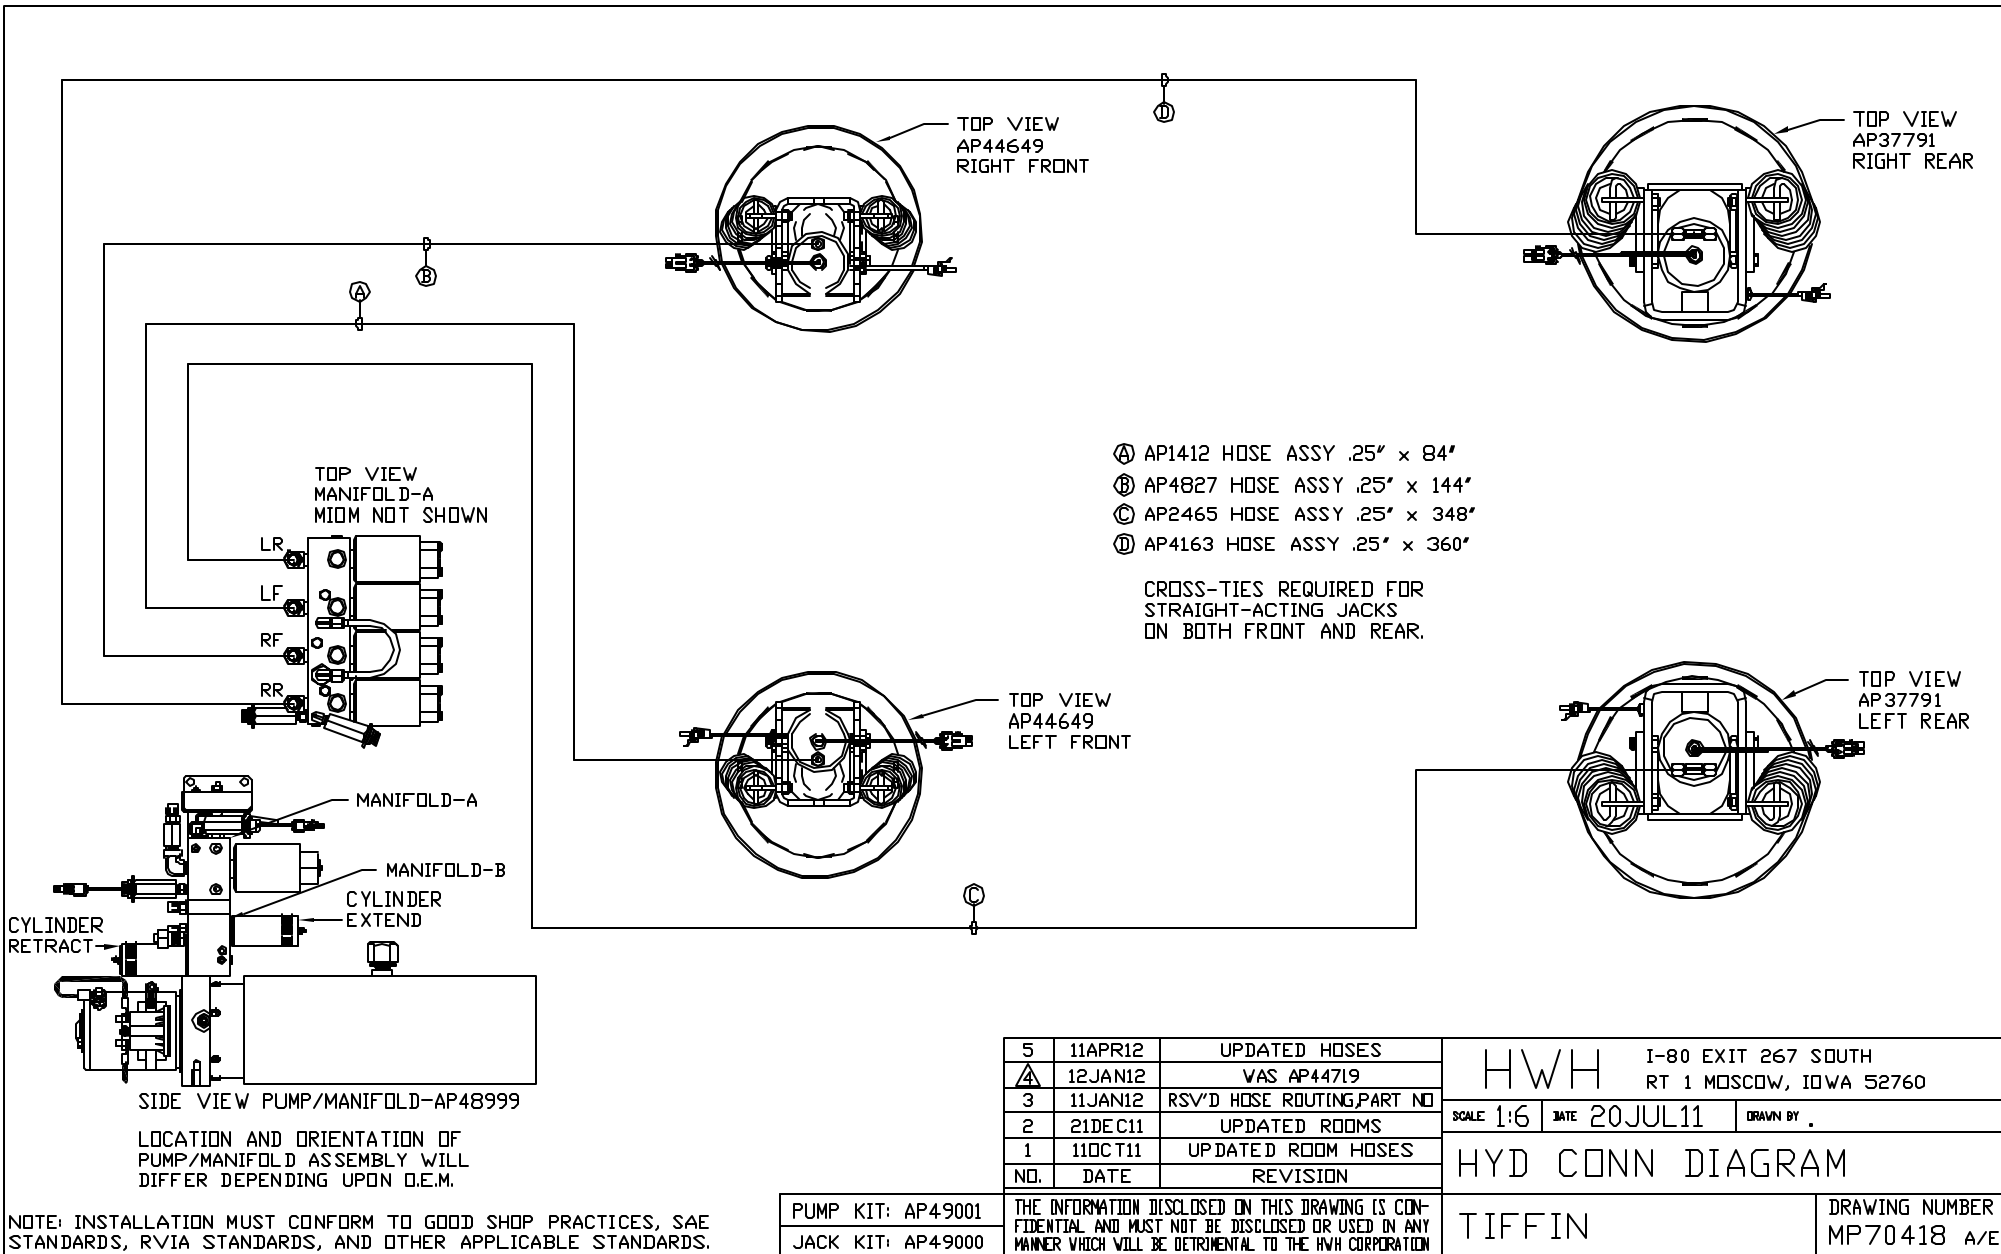 D
TOP VIEW
AP44649
RIGHT FRONT
TOP VIEW
AP37791
RIGHT REAR
B
A
TOP VIEW
MANIFOLD-A
MIOM NOT SHOWN
LR
LF
RF
RR
A AP1412 HOSE ASSY .25" x 84"
B AP4827 HOSE ASSY .25" x 144"
C AP2465 HOSE ASSY .25" x 348"
D AP4163 HOSE ASSY .25" x 360"
CROSS-TIES REQUIRED FOR
STRAIGHT-ACTING JACKS
ON BOTH FRONT AND REAR.
TOP VIEW
AP44649
LEFT FRONT
TOP VIEW
AP37791
LEFT REAR
C
MANIFOLD-A
MANIFOLD-B
CYLINDER
EXTEND
CYLINDER
RETRACT
SIDE VIEW PUMP/MANIFOLD-AP48999
LOCATION AND ORIENTATION OF
PUMP/MANIFOLD ASSEMBLY WILL
DIFFER DEPENDING UPON O.E.M.
NOTE: INSTALLATION MUST CONFORM TO GOOD SHOP PRACTICES, SAE
STANDARDS, RVIA STANDARDS, AND OTHER APPLICABLE STANDARDS.
PUMP KIT: AP49001
JACK KIT: AP49000
5 11APR12 UPDATED HOSES
4 12JAN12 WAS AP44719
3 11JAN12 RSV'D HOSE ROUTING,PART NO
2 21DEC11 UPDATED ROOMS
1 11OCT11 UPDATED ROOM HOSES
NO. DATE REVISION
THE INFORMATION DISCLOSED ON THIS DRAWING IS CON-
FIDENTIAL AND MUST NOT BE DISCLOSED OR USED IN ANY
MANNER WHICH WILL BE DETRIMENTAL TO THE HWH CORPORATION
HWH
I-80 EXIT 267 SOUTH
RT 1 MOSCOW, IOWA 52760
SCALE 1:6 DATE 20JUL11 DRAWN BY .
HYD CONN DIAGRAM
TIFFIN
DRAWING NUMBER
MP70418 A/E